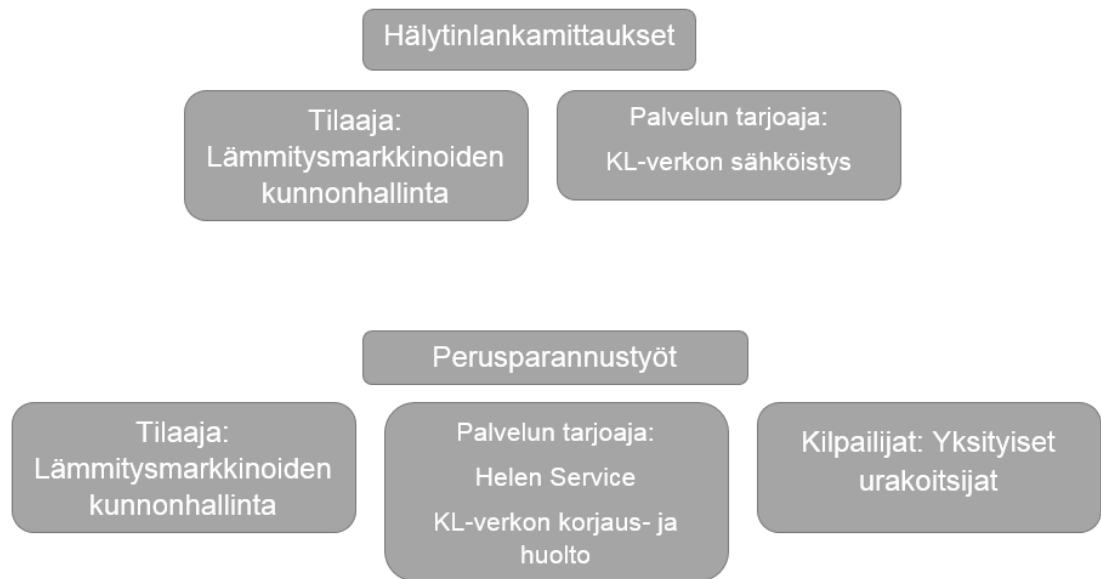 Hälytinlankamittaukset
Tilaaja:
Lämmitysmarkkinoiden
kunnonhallinta
Palvelun tarjoaja:
KL-verkon sähköistys
Perusparannustyöt
Tilaaja:
Lämmitysmarkkinoiden
kunnonhallinta
Palvelun tarjoaja:
Helen Service
KL-verkon korjaus- ja
huolto
Kilpailijat: Yksityiset
urakoitsijat